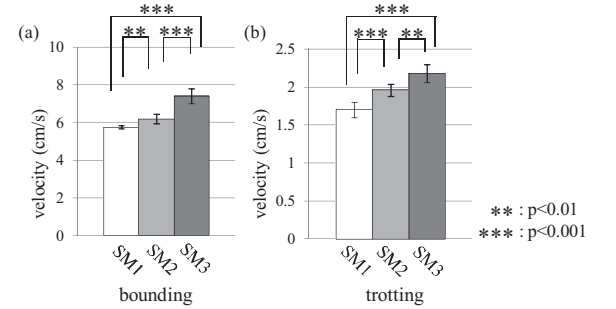 (a)
***
** ***
10
8
6
4
2
0
velocity (cm/s)
SM1 SM2 SM3
bounding
(b)
***
*** **
2.5
2
1.5
1
0.5
0
velocity (cm/s)
SM1 SM2 SM3
trotting
** : p<0.01
*** : p<0.001